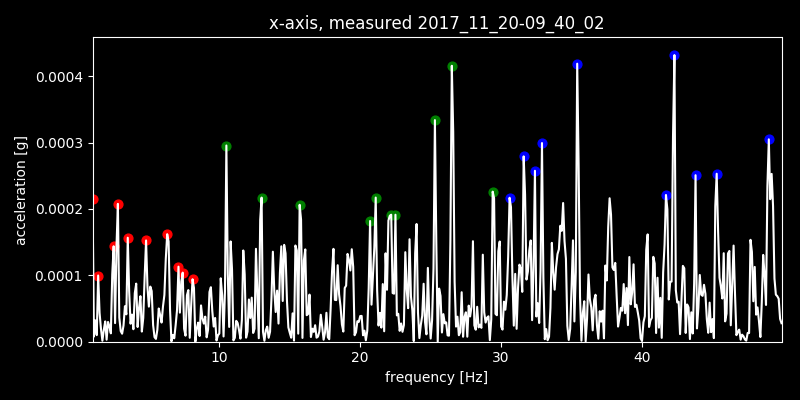 x-axis, measured 2017_11_20-09_40_02
acceleration [g]
0.0004
0.0003
0.0002
0.0001
0.0000
10 20 30 40
frequency [Hz]